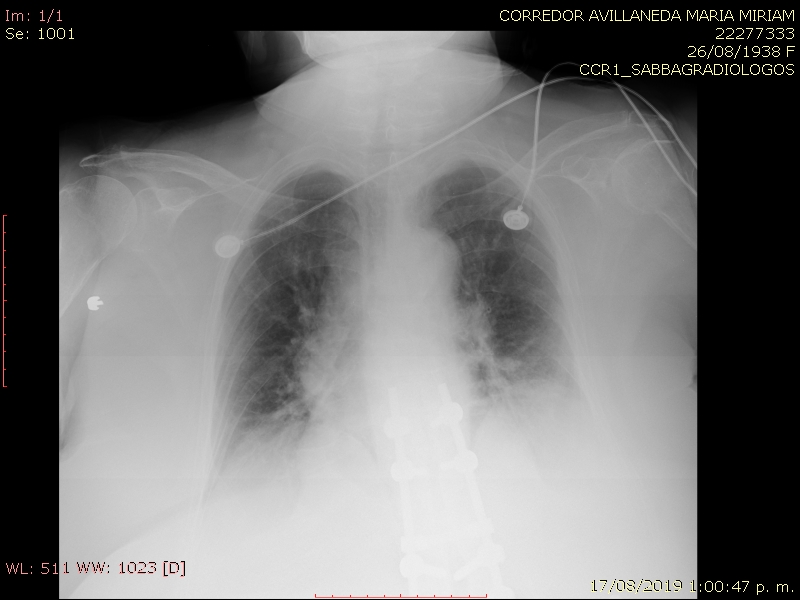 Im: 1/1
Se: 1001
CORREDOR AVILLANEDA MARIA MIRIAM
22277333
26/08/1938 F
CCR1_SABBAGRADIOLOGOS
WL: 511 WW: 1023 [D]
17/08/2019 1:00:47 p. m.